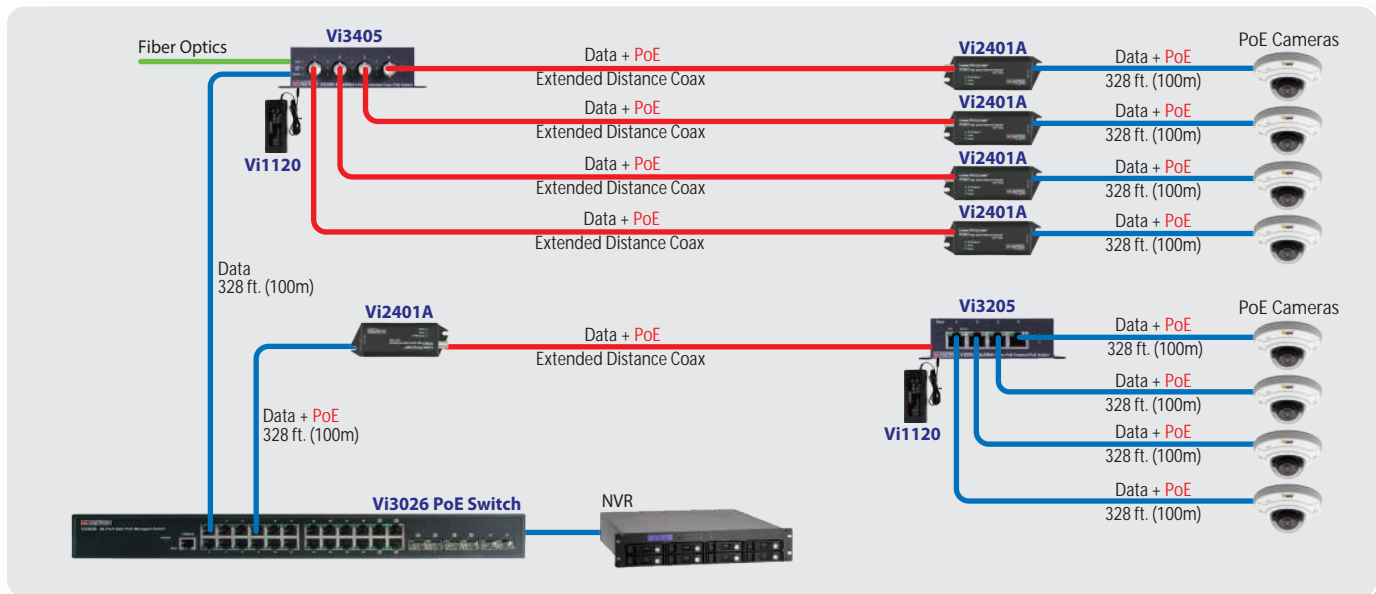 Fiber Optics
Vi3405
Vi1120
Data + PoE
Extended Distance Coax
Vi2401A
Data + PoE
328 ft. (100m)
PoE Cameras
Data + PoE
Extended Distance Coax
Vi2401A
Data + PoE
328 ft. (100m)
Data + PoE
Extended Distance Coax
Vi2401A
Data + PoE
328 ft. (100m)
Data + PoE
Extended Distance Coax
Vi2401A
Data + PoE
328 ft. (100m)
Data
328 ft. (100m)
Vi2401A
Data + PoE
Extended Distance Coax
Vi3205
Vi1120
PoE Cameras
Data + PoE
328 ft. (100m)
Data + PoE
328 ft. (100m)
Data + PoE
328 ft. (100m)
Data + PoE
328 ft. (100m)
Data + PoE
328 ft. (100m)
Vi3026 PoE Switch
NVR